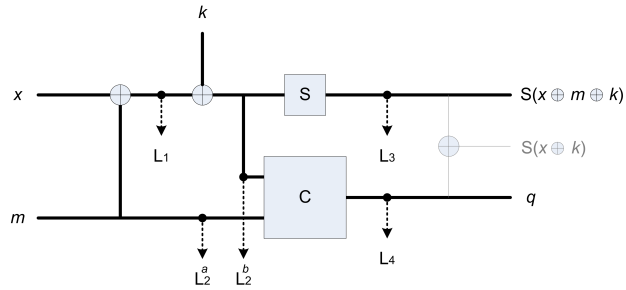 k
x
S
S(x ⊕ m ⊕ k)
L₁
L₃
S(x ⊕ k)
C
q
m
L₂ᵃ
L₂ᵇ
L₄